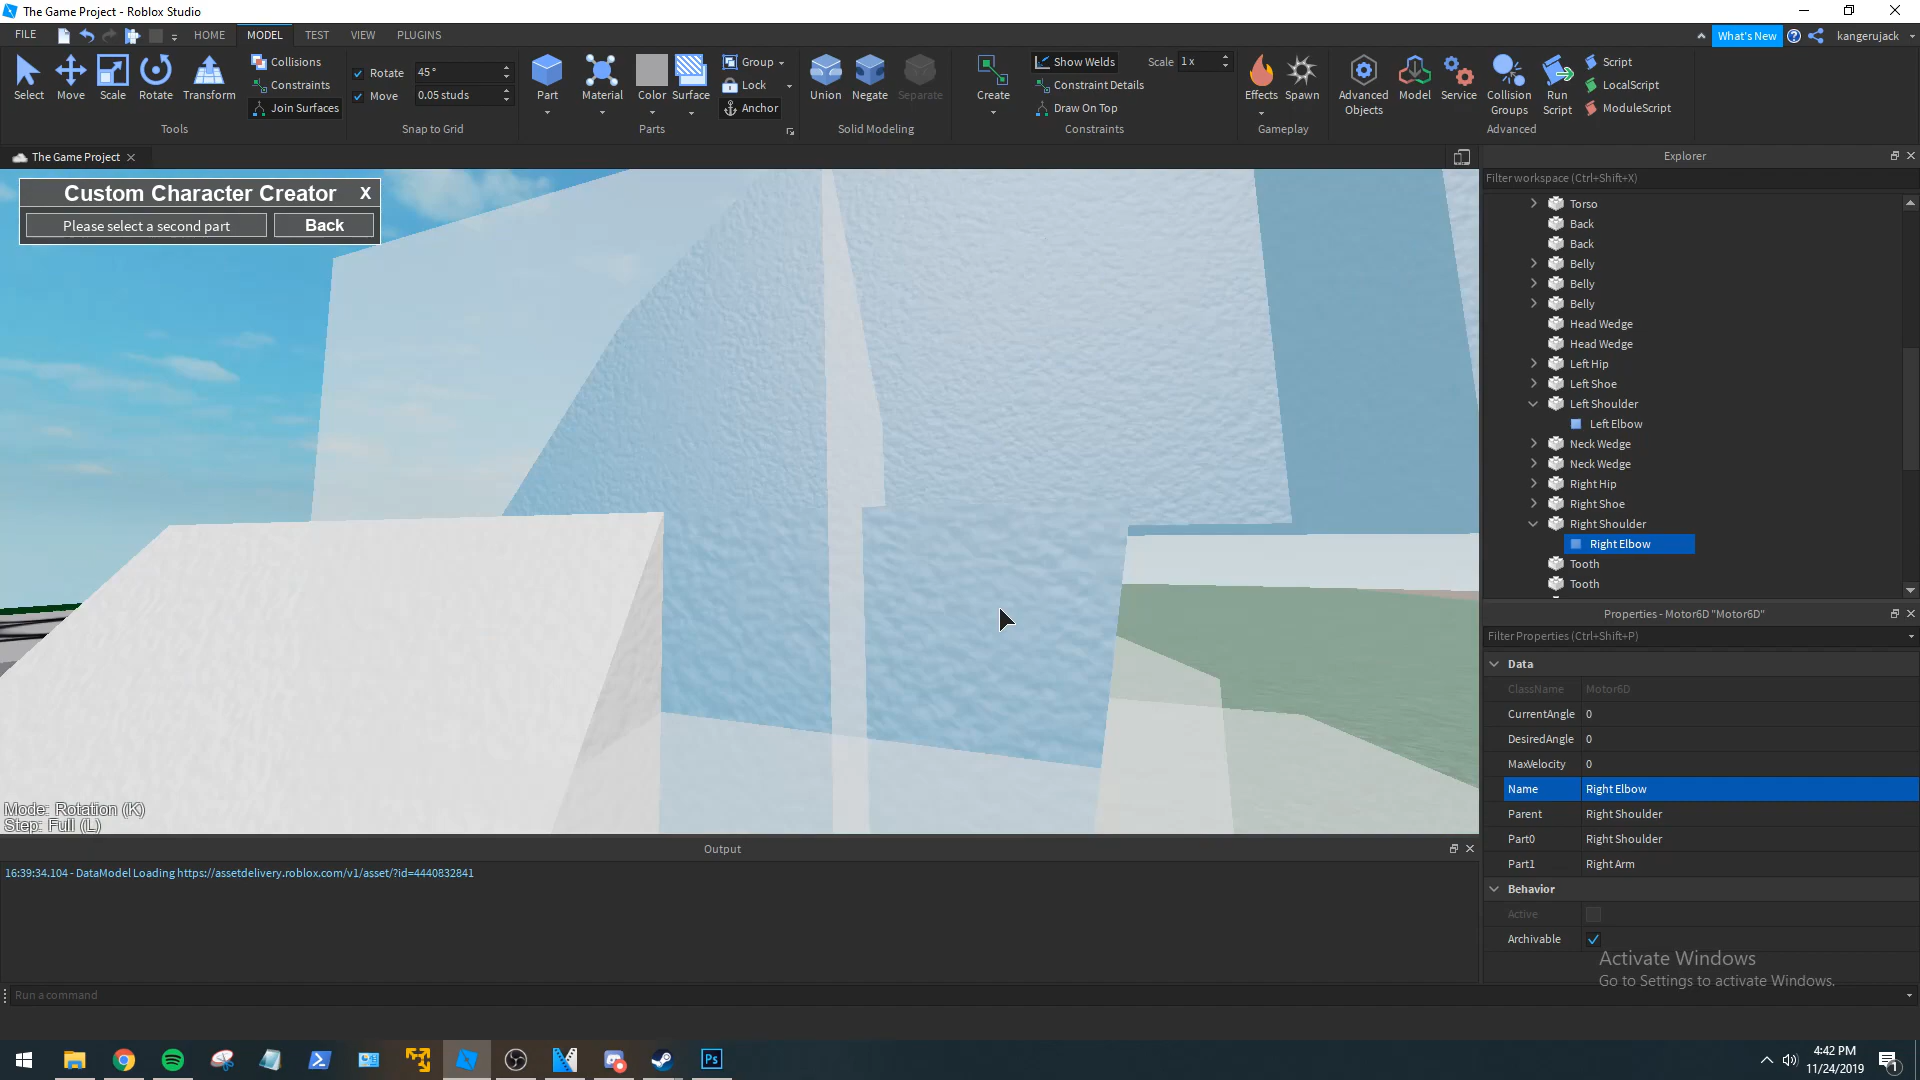 The Game Project - Roblox Studio
FILE
HOME
MODEL
TEST
VIEW
PLUGINS
What's New
kangerujack
Select
Move
Scale
Rotate
Transform
Collisions
Constraints
Join Surfaces
Tools
Rotate
45 °
Move
0.05 studs
Snap to Grid
Part
Material
Color
Surface
Group
Lock
Anchor
Parts
Union
Negate
Separate
Solid Modeling
Create
Show Welds
Constraint Details
Draw On Top
Scale
1 x
Constraints
Effects
Spawn
Gameplay
Advanced Objects
Model
Service
Collision Groups
Run Script
Script
LocalScript
ModuleScript
Advanced
The Game Project
Custom Character Creator
X
Please select a second part
Back
Mode: Rotation (K)
Step: Full (L)
Explorer
Filter workspace (Ctrl+Shift+X)
Torso
Back
Back
Belly
Belly
Belly
Head Wedge
Head Wedge
Left Hip
Left Shoe
Left Shoulder
Left Elbow
Neck Wedge
Neck Wedge
Right Hip
Right Shoe
Right Shoulder
Right Elbow
Tooth
Tooth
Properties - Motor6D "Motor6D"
Filter Properties (Ctrl+Shift+P)
Data
ClassName Motor6D
CurrentAngle 0
DesiredAngle 0
MaxVelocity 0
Name Right Elbow
Parent Right Shoulder
Part0 Right Shoulder
Part1 Right Arm
Behavior
Active
Archivable
Output
16:39:34.104 - DataModel Loading https://assetdelivery.roblox.com/v1/asset/?id=4440832841
Run a command
Activate Windows
Go to Settings to activate Windows.
Ps
4:42 PM
11/24/2019
1